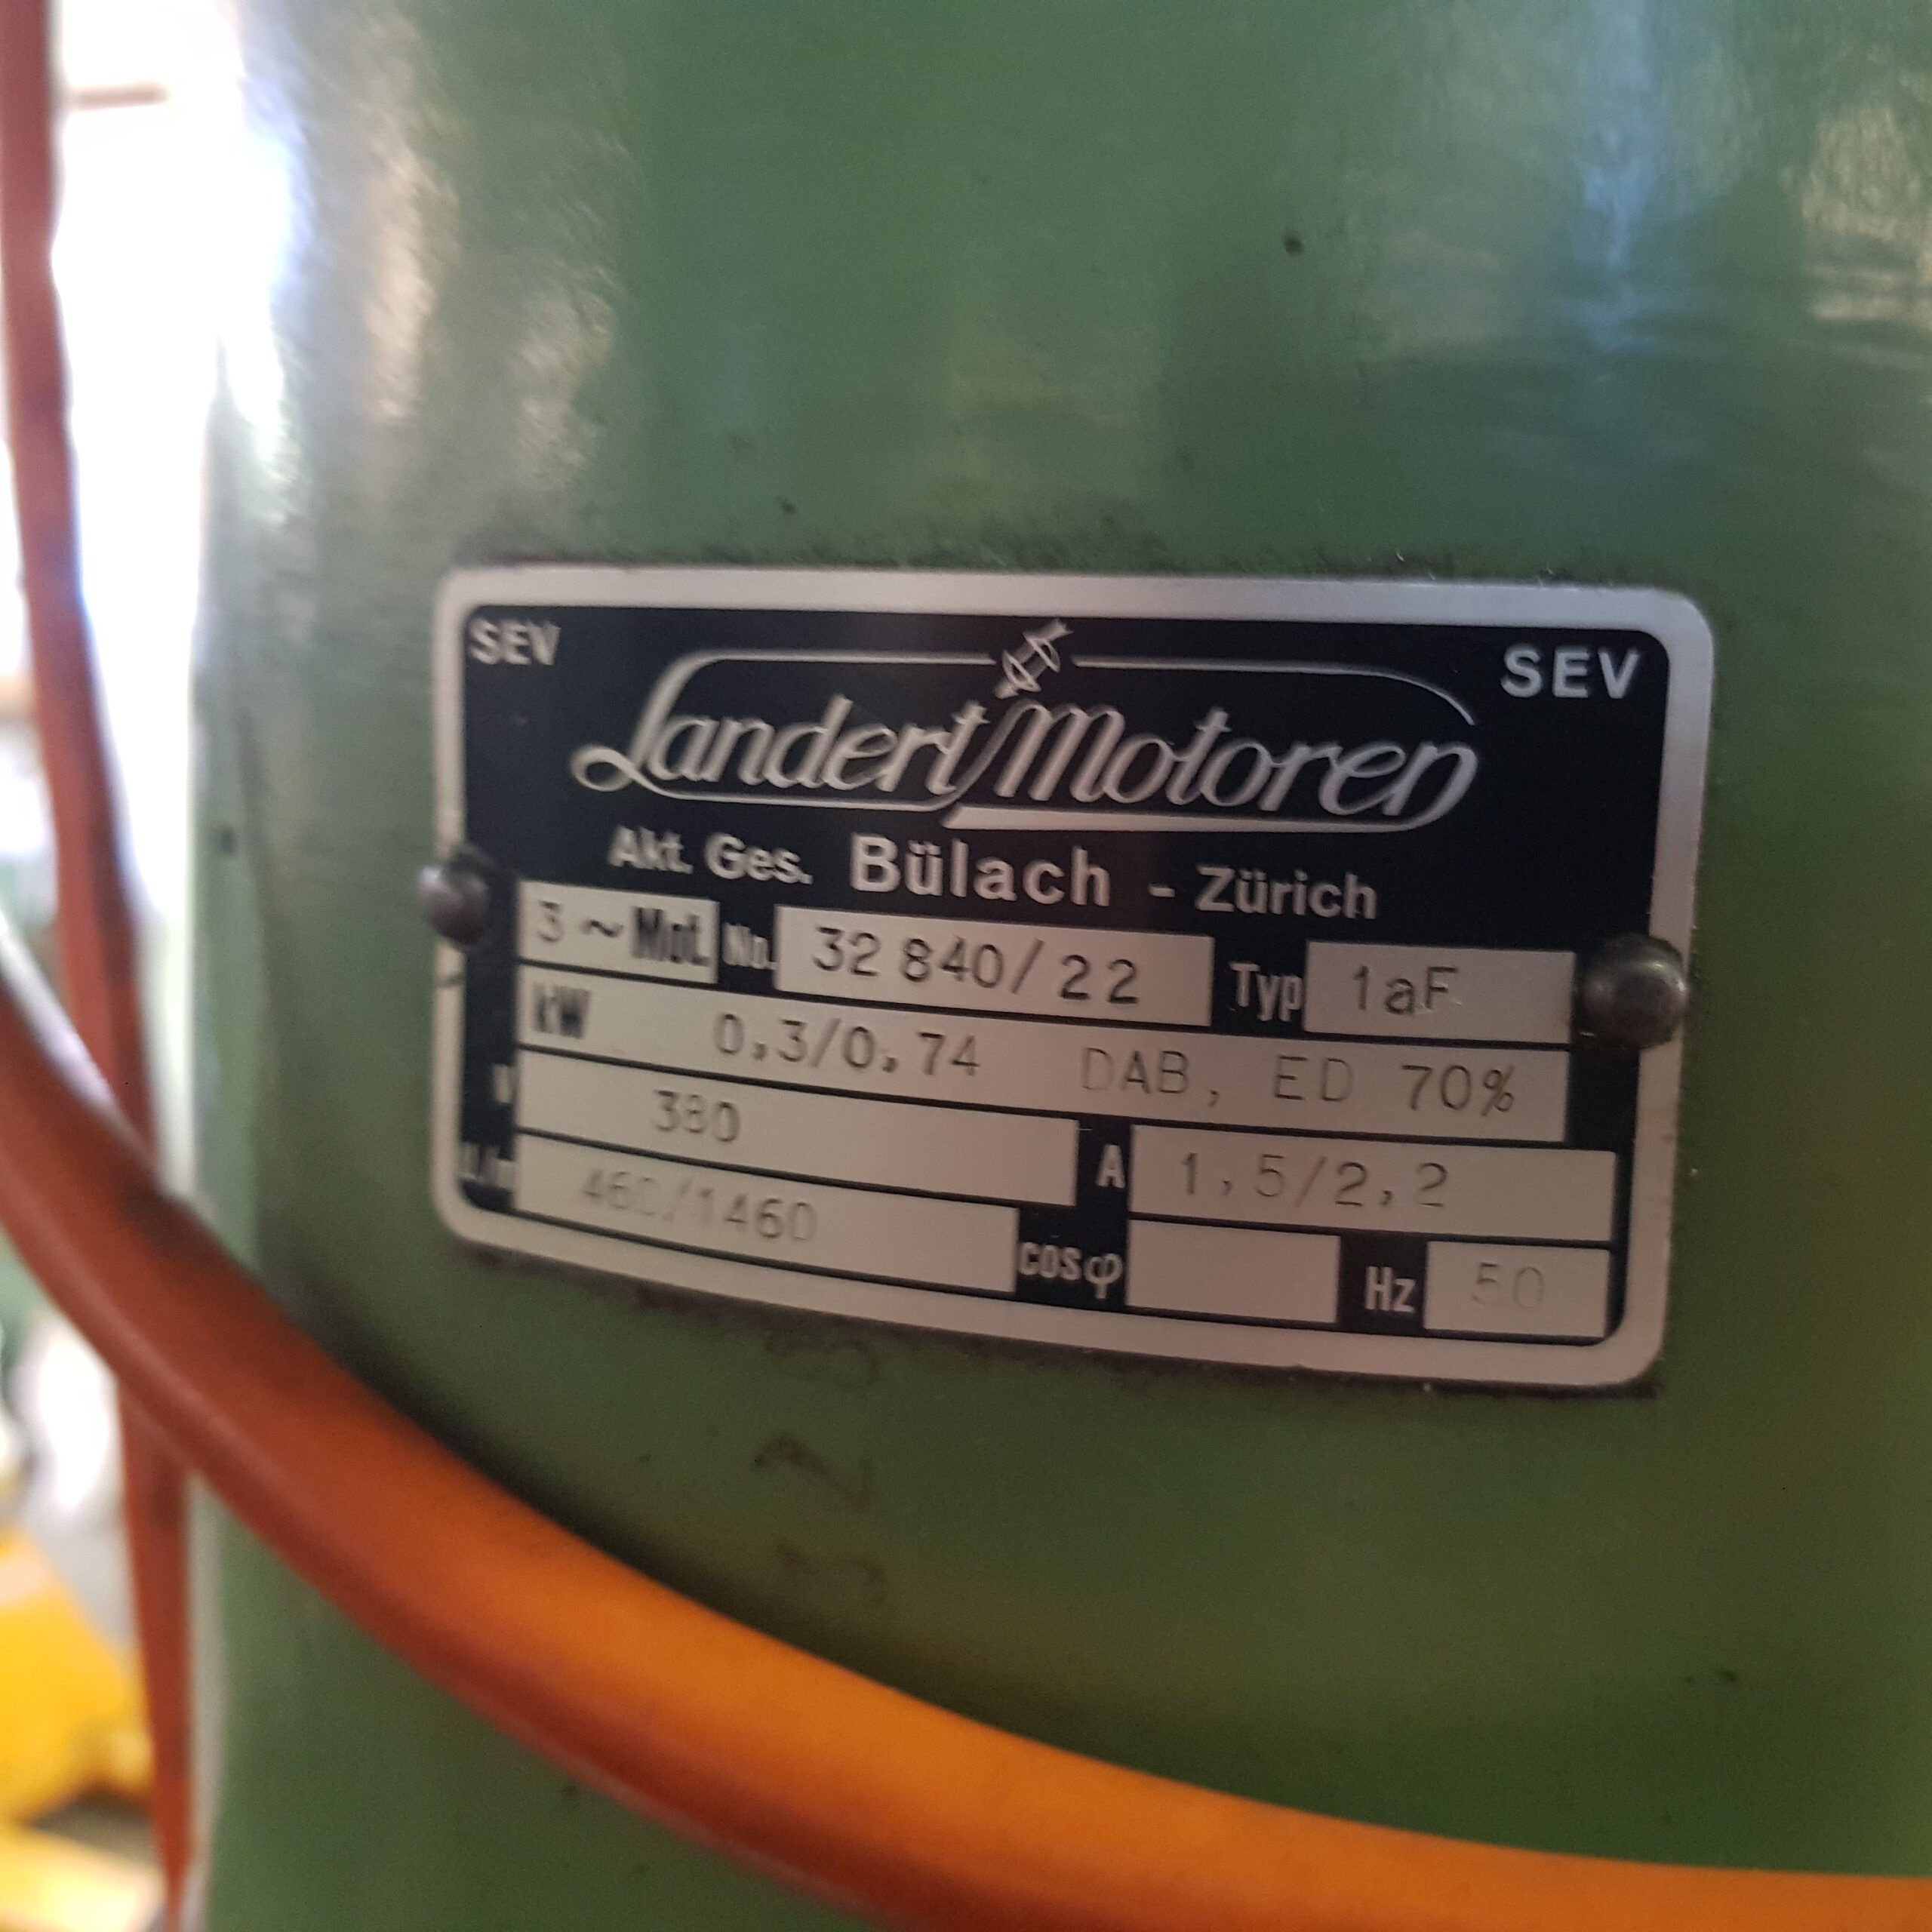 SEV SEV
Landert Motoren
Akt. Ges. Bülach - Zürich
3 ~ Mot. No. 32 840/22 Typ 1aF
kW 0,3/0,74 DAB, ED 70%
V 380 A 1,5/2,2
460/1460 cosφ Hz 50